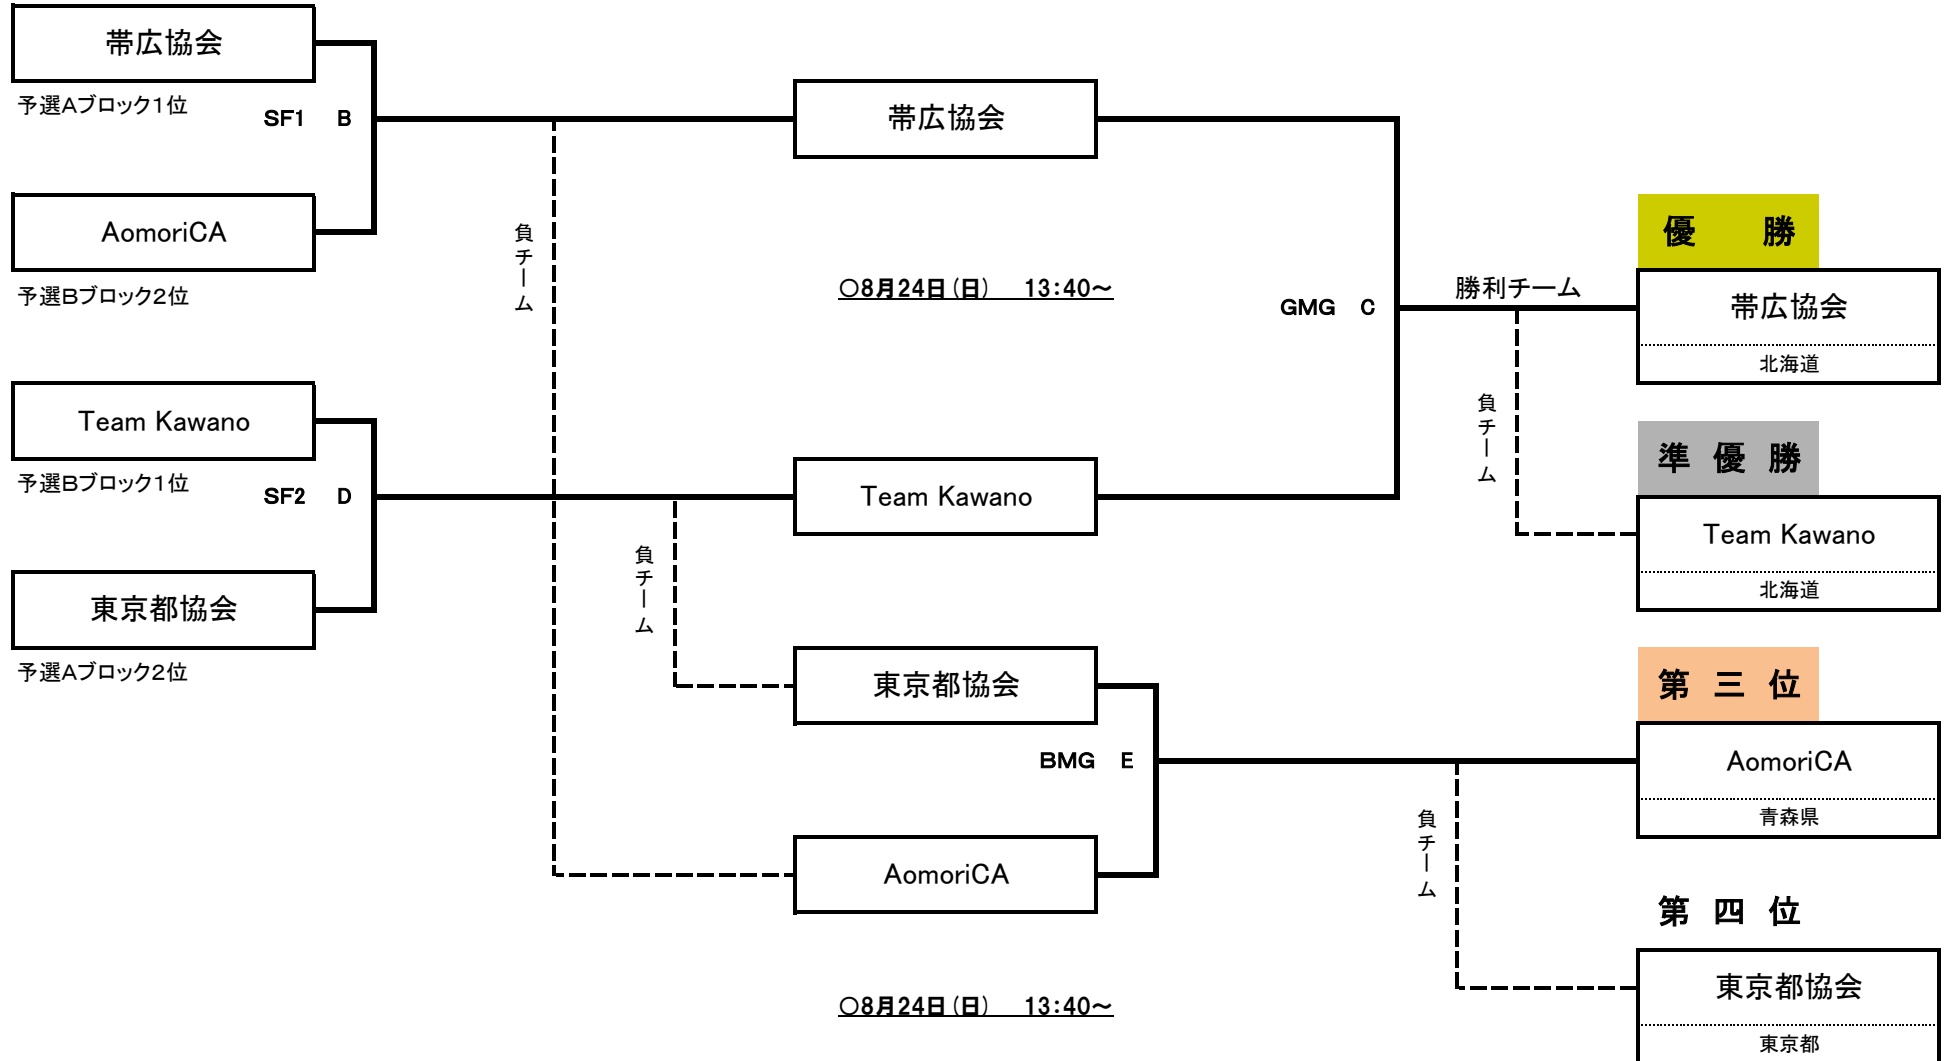 帯広協会
予選Aブロック1位
SF1 B
AomoriCA
予選Bブロック2位
Team Kawano
予選Bブロック1位
SF2 D
東京都協会
予選Aブロック2位
負チーム
負チーム
帯広協会
○8月24日(日) 13:40～
Team Kawano
東京都協会
BMG E
AomoriCA
○8月24日(日) 13:40～
GMG C
勝利チーム
負チーム
負チーム
優 勝
帯広協会
北海道
準 優 勝
Team Kawano
北海道
第 三 位
AomoriCA
青森県
第 四 位
東京都協会
東京都